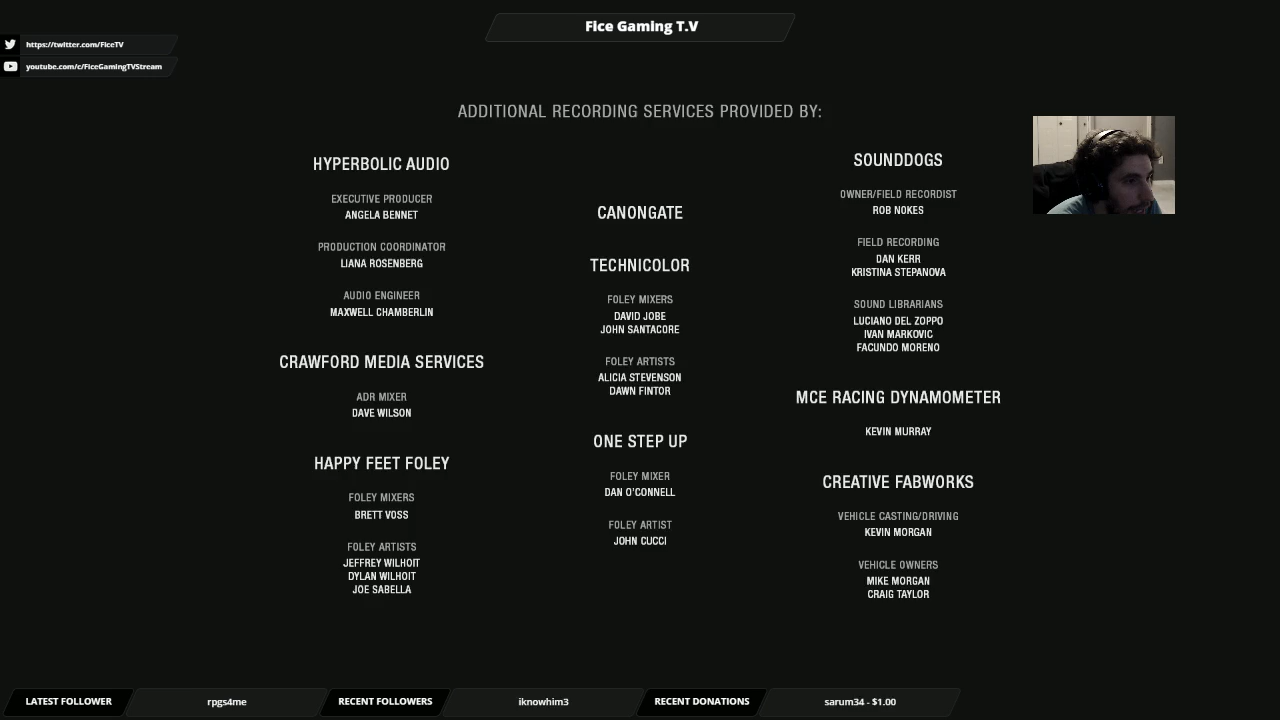 Fice Gaming T.V
https://twitter.com/FiceTV
youtube.com/c/FiceGamingTVStream
ADDITIONAL RECORDING SERVICES PROVIDED BY:
HYPERBOLIC AUDIO
EXECUTIVE PRODUCER
ANGELA BENNET
PRODUCTION COORDINATOR
LIANA ROSENBERG
AUDIO ENGINEER
MAXWELL CHAMBERLIN
CRAWFORD MEDIA SERVICES
ADR MIXER
DAVE WILSON
HAPPY FEET FOLEY
FOLEY MIXERS
BRETT VOSS
FOLEY ARTISTS
JEFFREY WILHOIT
DYLAN WILHOIT
JOE SABELLA
CANONGATE
TECHNICOLOR
FOLEY MIXERS
DAVID JOBE
JOHN SANTACORE
FOLEY ARTISTS
ALICIA STEVENSON
DAWN FINTOR
ONE STEP UP
FOLEY MIXER
DAN O'CONNELL
FOLEY ARTIST
JOHN CUCCI
SOUNDDOGS
OWNER/FIELD RECORDIST
ROB NOKES
FIELD RECORDING
DAN KERR
KRISTINA STEPANOVA
SOUND LIBRARIANS
LUCIANO DEL ZOPPO
IVAN MARKOVIC
FACUNDO MORENO
MCE RACING DYNAMOMETER
KEVIN MURRAY
CREATIVE FABWORKS
VEHICLE CASTING/DRIVING
KEVIN MORGAN
VEHICLE OWNERS
MIKE MORGAN
CRAIG TAYLOR
LATEST FOLLOWER
rpgs4me
RECENT FOLLOWERS
iknowhim3
RECENT DONATIONS
sarum34 - $1.00